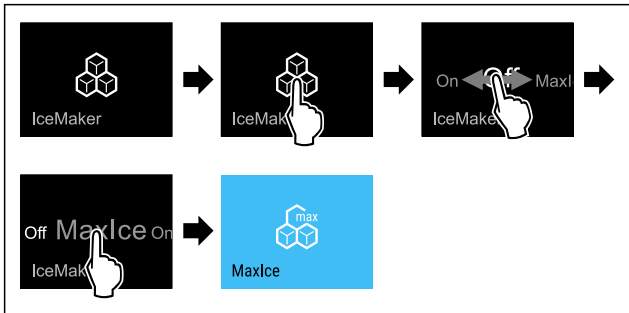 IceMaker
IceMak
On Off MaxI
IceMake
Off MaxIce On
IceMak
max
MaxIce